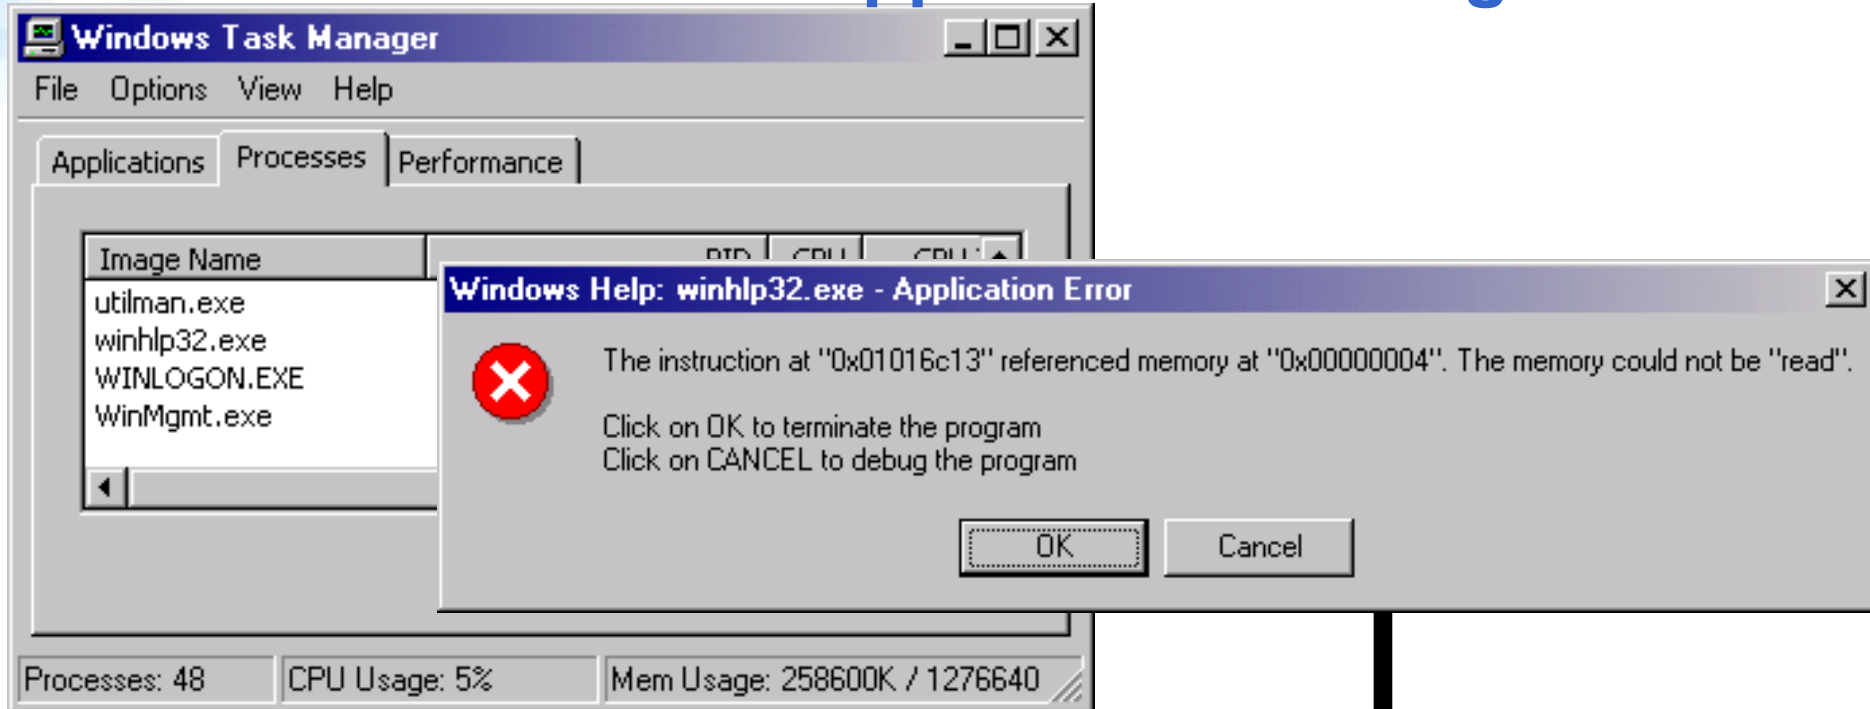 Windows Task Manager
File Options View Help
Applications Processes Performance
Image Name PID CPU CPU
utilman.exe
winhlp32.exe
WINLOGON.EXE
WinMgmt.exe
Windows Help: winhlp32.exe - Application Error
The instruction at "0x01016c13" referenced memory at "0x00000004". The memory could not be "read".
Click on OK to terminate the program
Click on CANCEL to debug the program
OK Cancel
Processes: 48 CPU Usage: 5% Mem Usage: 258600K / 1276640